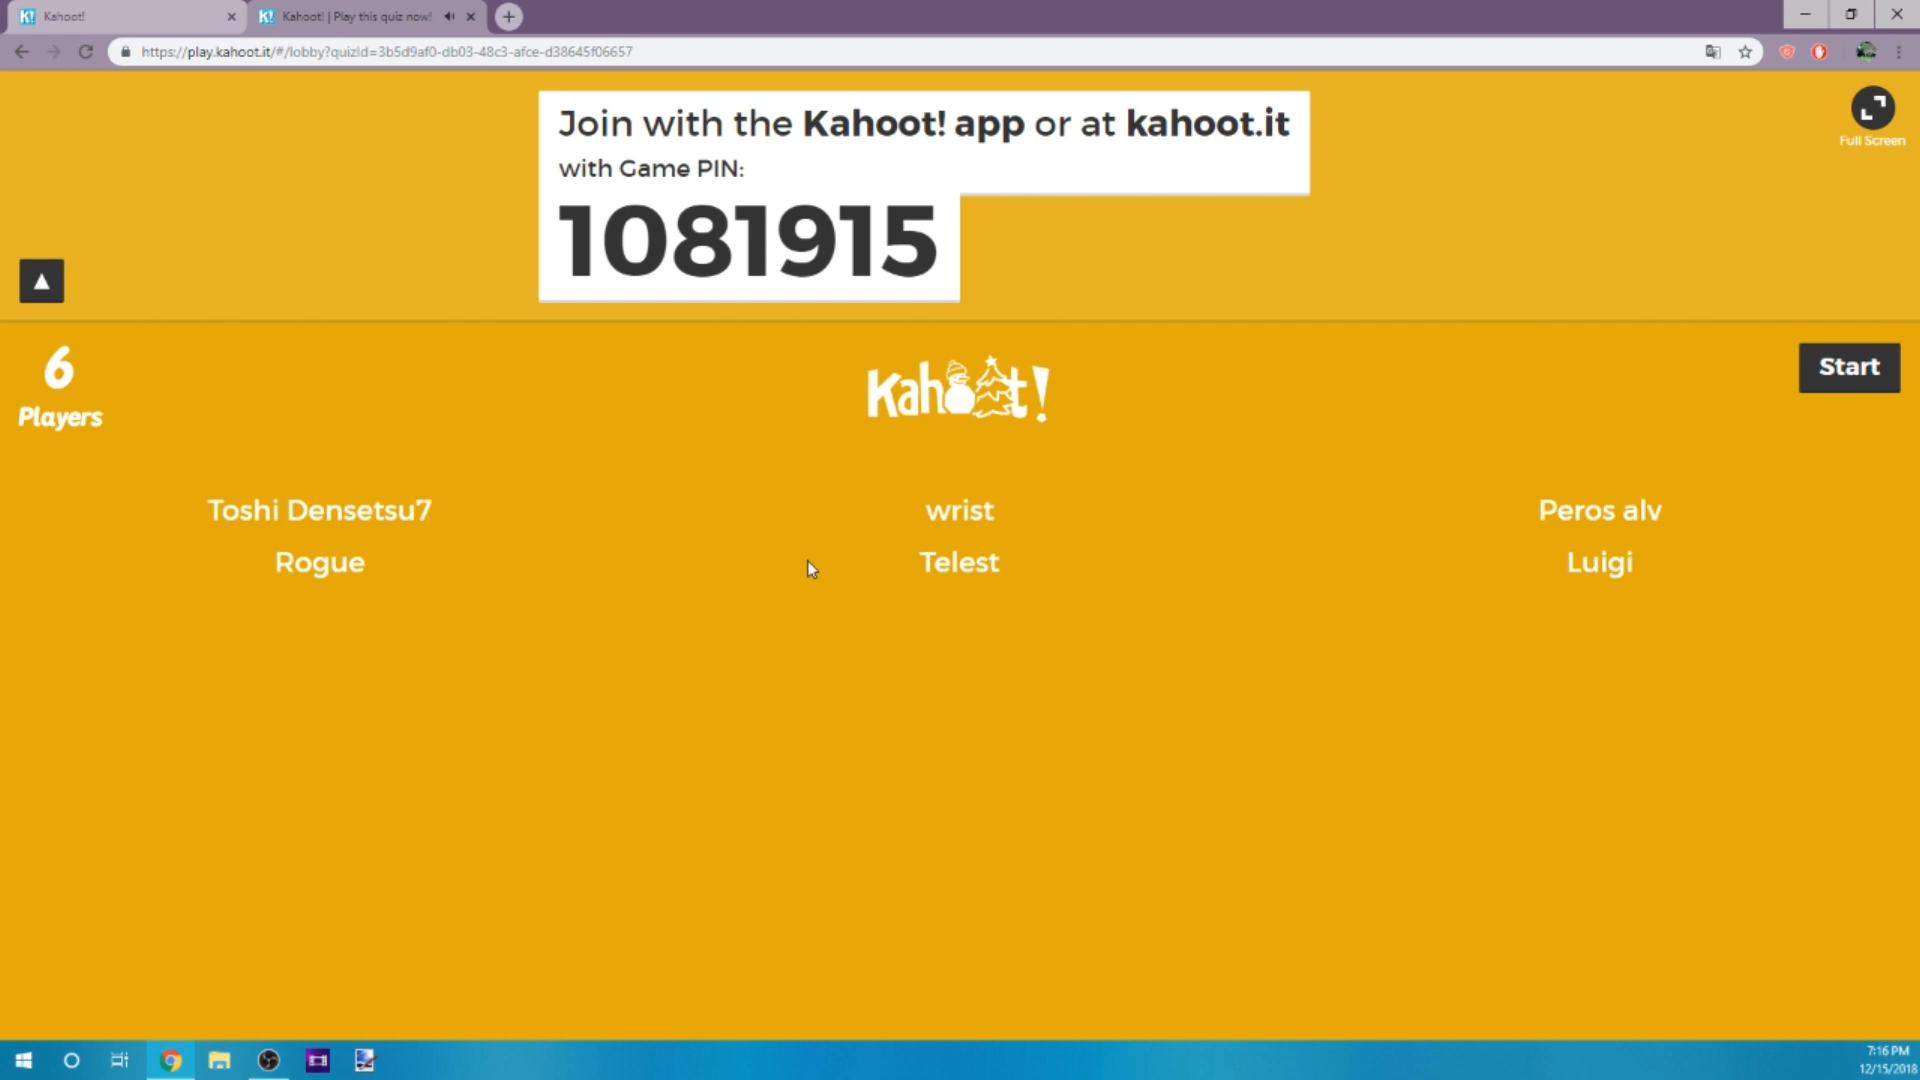 Kahoot!
Kahoot! | Play this quiz now!
https://play.kahoot.it/#/lobby?quizId=3b5d9af0-db03-48c3-afce-d38645f06657
Join with the Kahoot! app or at kahoot.it
with Game PIN:
1081915
Full Screen
6
Players
Kahoot!
Start
Toshi Densetsu7
wrist
Peros alv
Rogue
Telest
Luigi
7:16 PM
12/15/2018